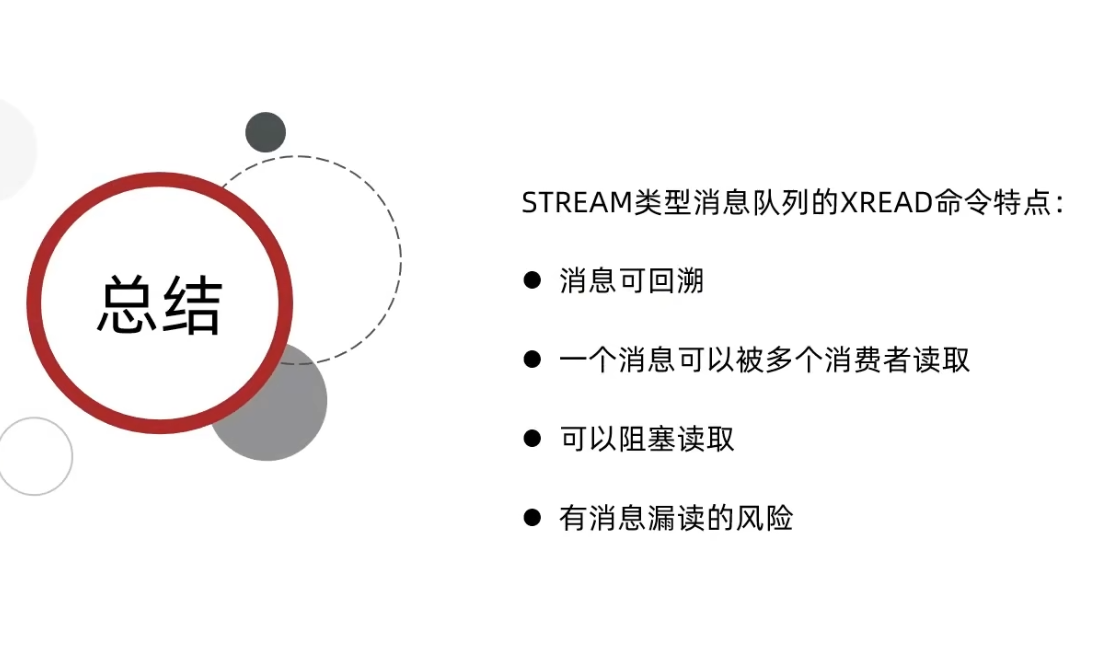 总结
STREAM类型消息队列的XREAD命令特点：
● 消息可回溯
● 一个消息可以被多个消费者读取
● 可以阻塞读取
● 有消息漏读的风险